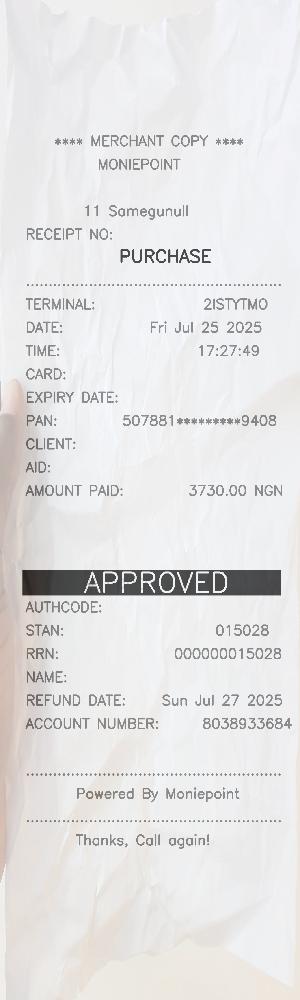 **** MERCHANT COPY ****
MONIEPOINT
11 Samegunull
RECEIPT NO:
PURCHASE
TERMINAL: 2ISTYTMO
DATE: Fri Jul 25 2025
TIME: 17:27:49
CARD:
EXPIRY DATE:
PAN: 507881*********9408
CLIENT:
AID:
AMOUNT PAID: 3730.00 NGN
APPROVED
AUTHCODE:
STAN: 015028
RRN: 000000015028
NAME:
REFUND DATE: Sun Jul 27 2025
ACCOUNT NUMBER: 8038933684
Powered By Moniepoint
Thanks, Call again!